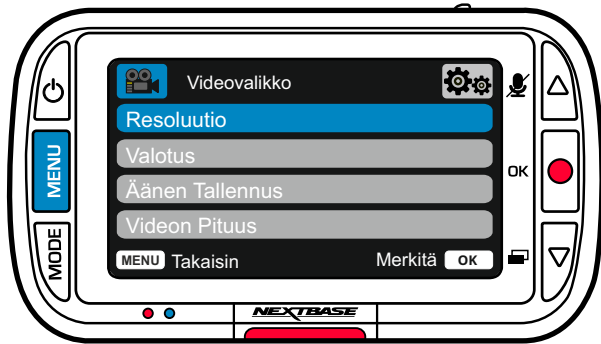 Videovalikko
Resoluutio
MENU
Valotus
OK
Äänen Tallennus
Videon Pituus
MODE
MENU Takaisin Merkitä OK
NEXTBASE